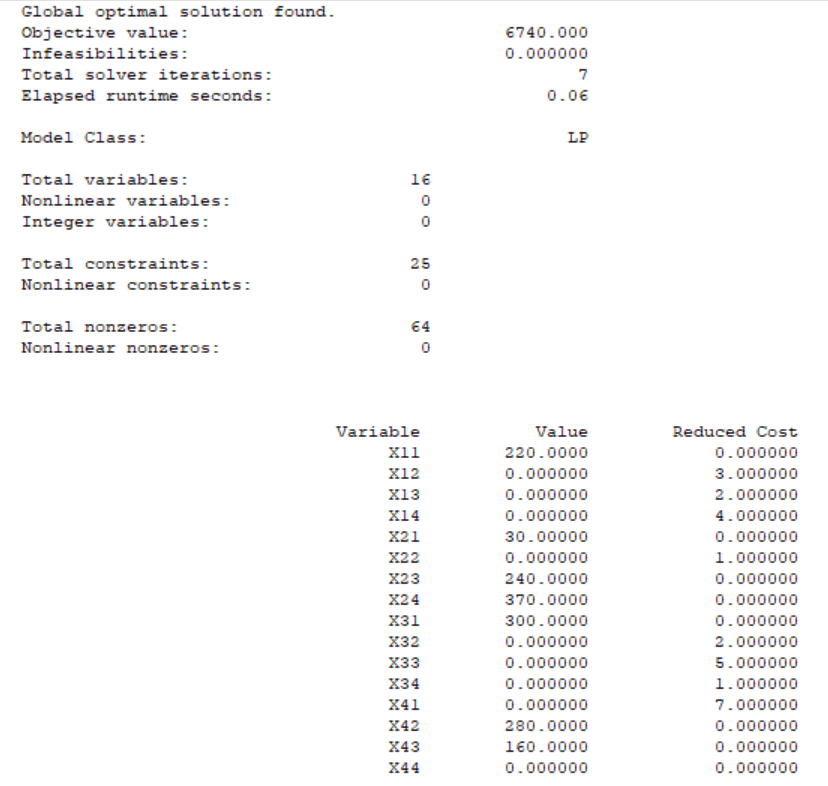 Global optimal solution found.
Objective value: 6740.000
Infeasibilities: 0.000000
Total solver iterations: 7
Elapsed runtime seconds: 0.06
Model Class: LP
Total variables: 16
Nonlinear variables: 0
Integer variables: 0
Total constraints: 25
Nonlinear constraints: 0
Total nonzeros: 64
Nonlinear nonzeros: 0
Variable Value Reduced Cost
X11 220.0000 0.000000
X12 0.000000 3.000000
X13 0.000000 2.000000
X14 0.000000 4.000000
X21 30.00000 0.000000
X22 0.000000 1.000000
X23 240.0000 0.000000
X24 370.0000 0.000000
X31 300.0000 0.000000
X32 0.000000 2.000000
X33 0.000000 5.000000
X34 0.000000 1.000000
X41 0.000000 7.000000
X42 280.0000 0.000000
X43 160.0000 0.000000
X44 0.000000 0.000000